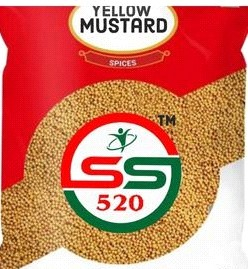 YELLOW
MUSTARD
SPICES
TM
SS
520